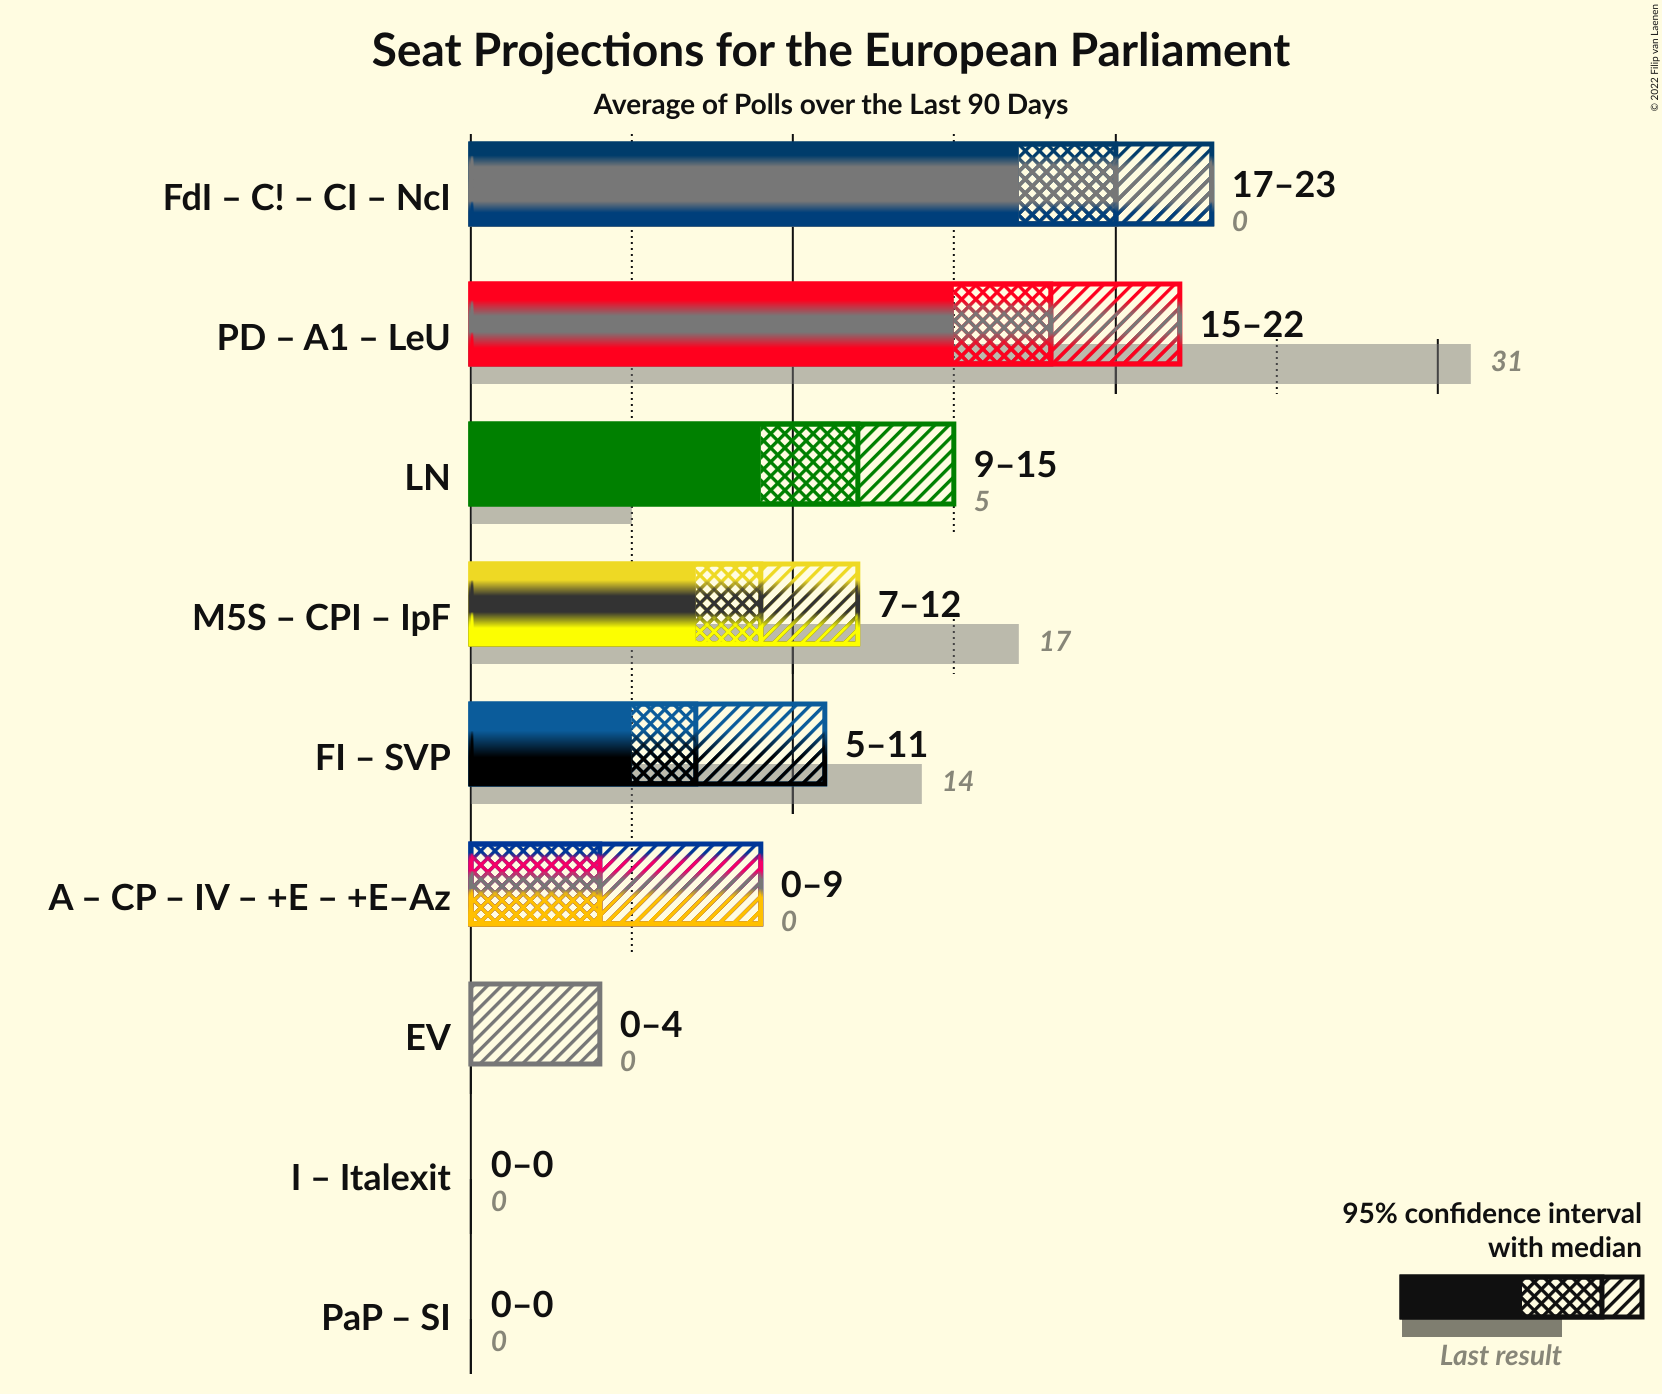 Seat Projections for the European Parliament
Average of Polls over the Last 90 Days
© 2022 Filip van Laenen
FdI – C! – CI – NcI
17–23
0
PD – A1 – LeU
15–22
31
LN
9–15
5
M5S – CPI – IpF
7–12
17
FI – SVP
5–11
14
A – CP – IV – +E – +E–Az
0–9
0
EV
0–4
0
I – Italexit
0–0
0
PaP – SI
0–0
0
95% confidence interval
with median
Last result